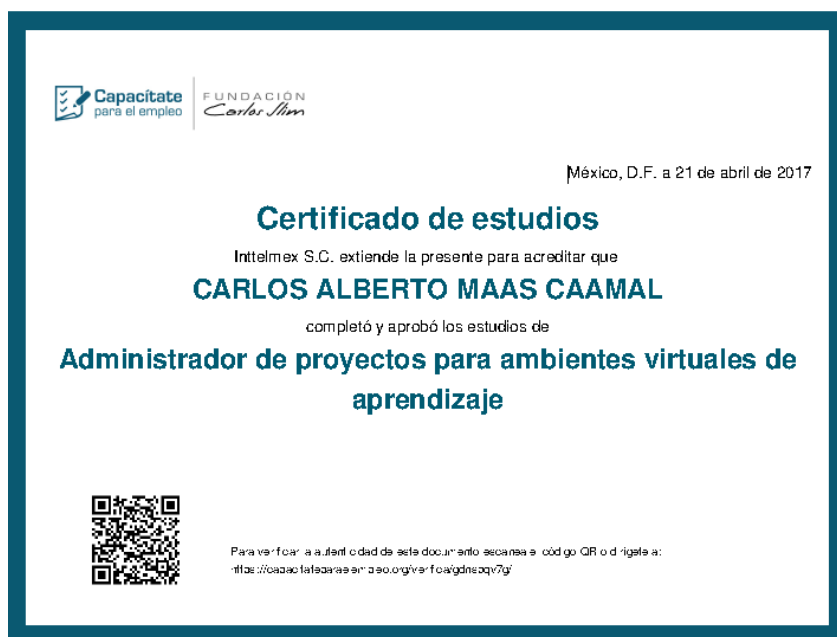 Capacítate
para el empleo
FUNDACIÓN
Carlos Slim
México, D.F. a 21 de abril de 2017
Certificado de estudios
Inttelmex S.C. extiende la presente para acreditar que
CARLOS ALBERTO MAAS CAAMAL
completó y aprobó los estudios de
Administrador de proyectos para ambientes virtuales de
aprendizaje
Para verificar la autenticidad de este documento escanea el código QR o dirígete a: